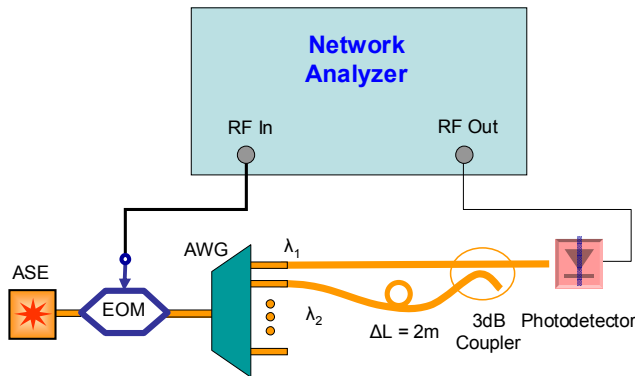 Network
Analyzer
RF In
RF Out
AWG
λ1
ASE
EOM
λ2
ΔL = 2m
3dB
Coupler
Photodetector